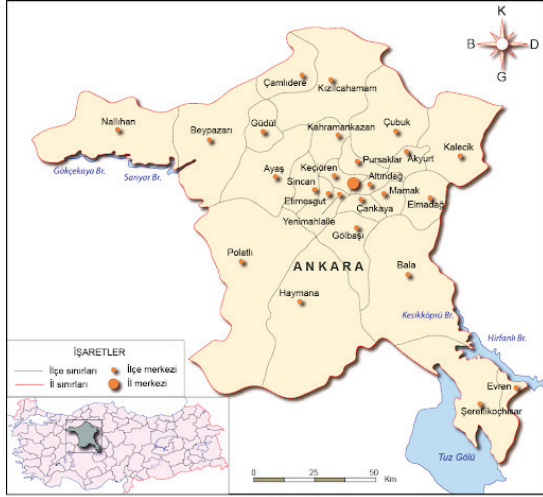 K
B D
G
Çamlıdere
Kızılcahamam
Nallıhan
Beypazarı
Güdül
Kahramankazan
Çubuk
Gökçekaya Br.
Sarıyar Br.
Pursaklar
Akyurt
Kalecik
Ayaş
Keçiören
Sincan
Altındağ
Etimesgut
Mamak
Elmadağ
Çankaya
Yenimahalle
Gölbaşı
Polatlı
ANKARA
Bala
Haymana
Kesikköprü Br.
Hirfanlı Br.
Evren
Şereflikoçhisar
Tuz Gölü
İŞARETLER
İlçe sınırları
İlçe merkezi
İl sınırları
İl merkezi
0 25 50
Km